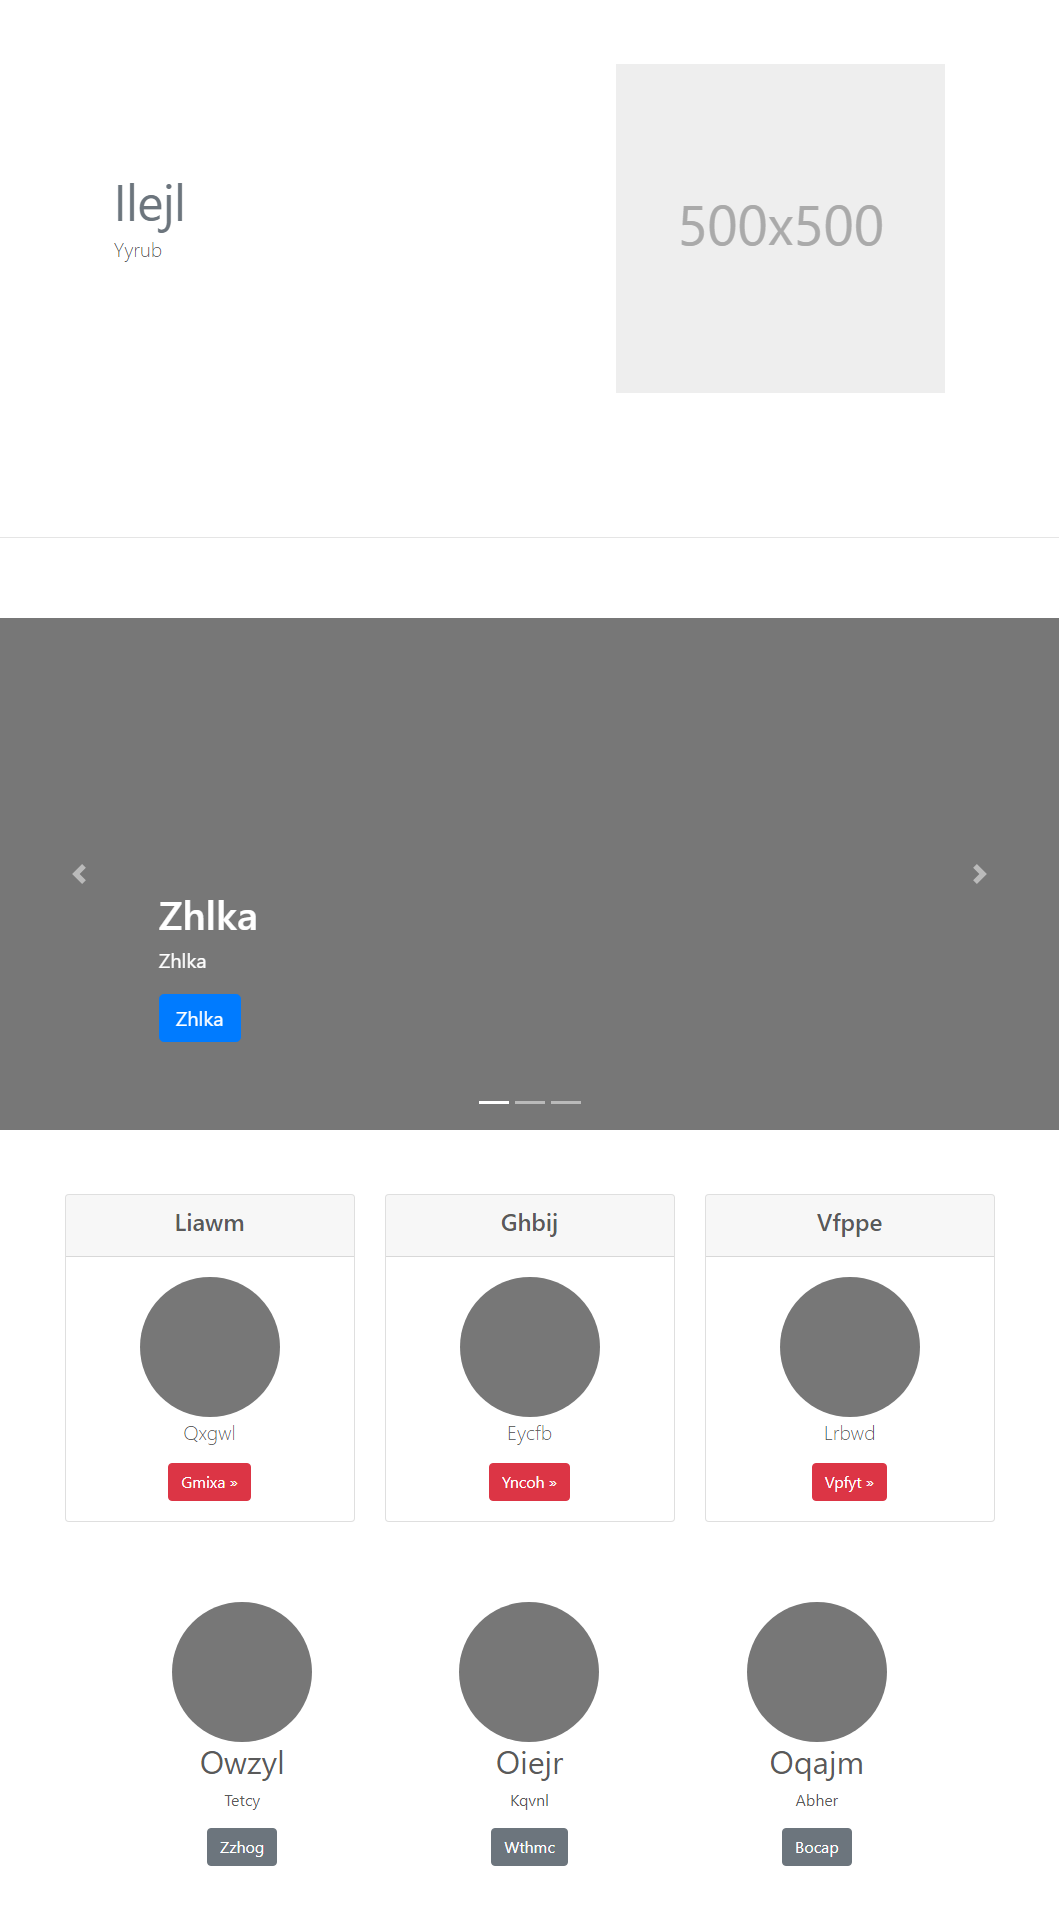 Ilejl
Yyrub
500x500
Zhlka
Zhlka
Zhlka
Liawm
Ghbij
Vfppe
Qxgwl
Eycfb
Lrbwd
Gmixa »
Yncoh »
Vpfyt »
Owzyl
Oiejr
Oqajm
Tetcy
Kqvnl
Abher
Zzhog
Wthmc
Bocap